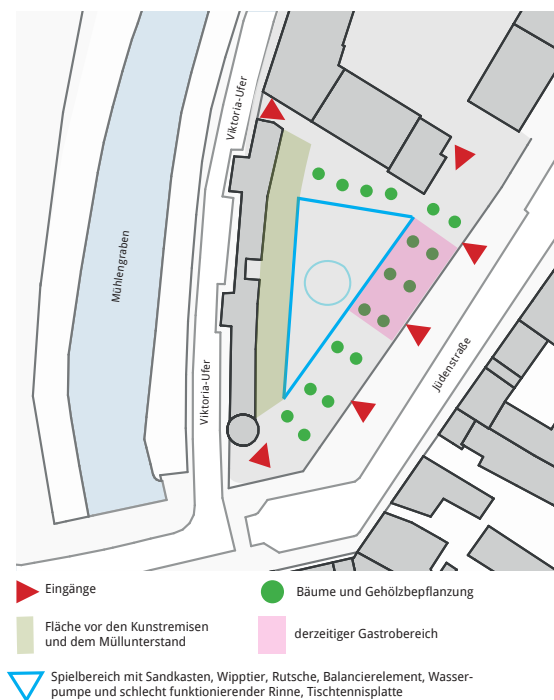 Viktoria-Ufer
Mühlengraben
Viktoria-Ufer
Jüdenstraße
Eingänge
Bäume und Gehölzbepflanzung
Fläche vor den Kunstremisen
und dem Müllunterstand
derzeitiger Gastrobereich
Spielbereich mit Sandkasten, Wipptier, Rutsche, Balancierelement, Wasser-
pumpe und schlecht funktionierender Rinne, Tischtennisplatte